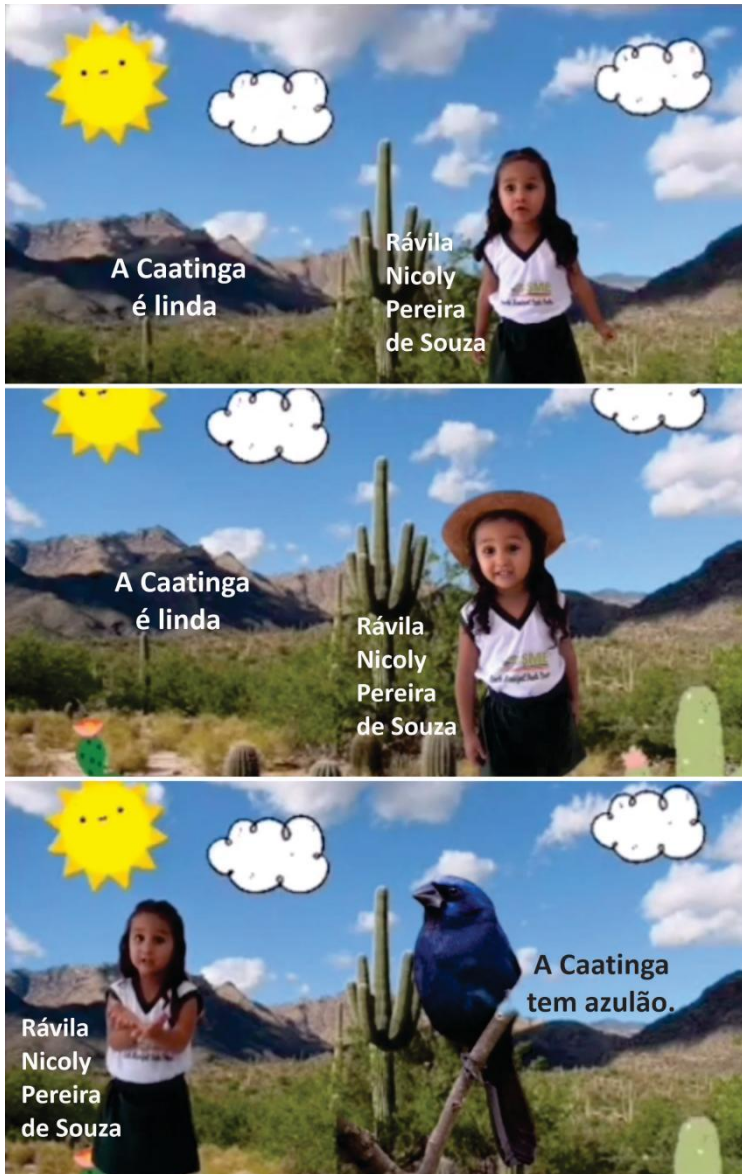 A Caatinga
é linda
Rávila
Nicoly
Pereira
de Souza
A Caatinga
é linda
Rávila
Nicoly
Pereira
de Souza
A Caatinga
tem azulão.
Rávila
Nicoly
Pereira
de Souza